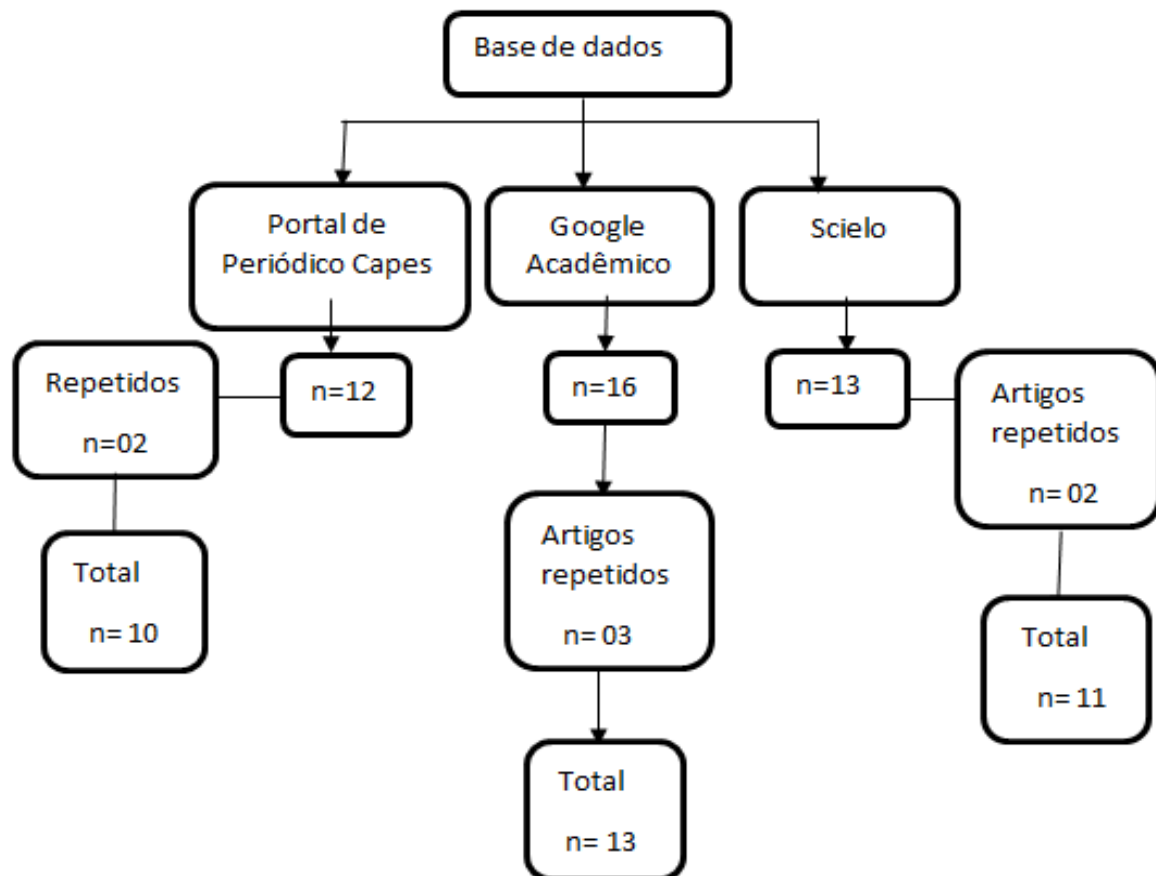 Base de dados
Portal de
Periódico Capes
Google
Acadêmico
Scielo
n=12
n=16
n=13
Repetidos
n=02
Artigos
repetidos
n= 02
Artigos
repetidos
n= 03
Total
n= 10
Total
n= 11
Total
n= 13